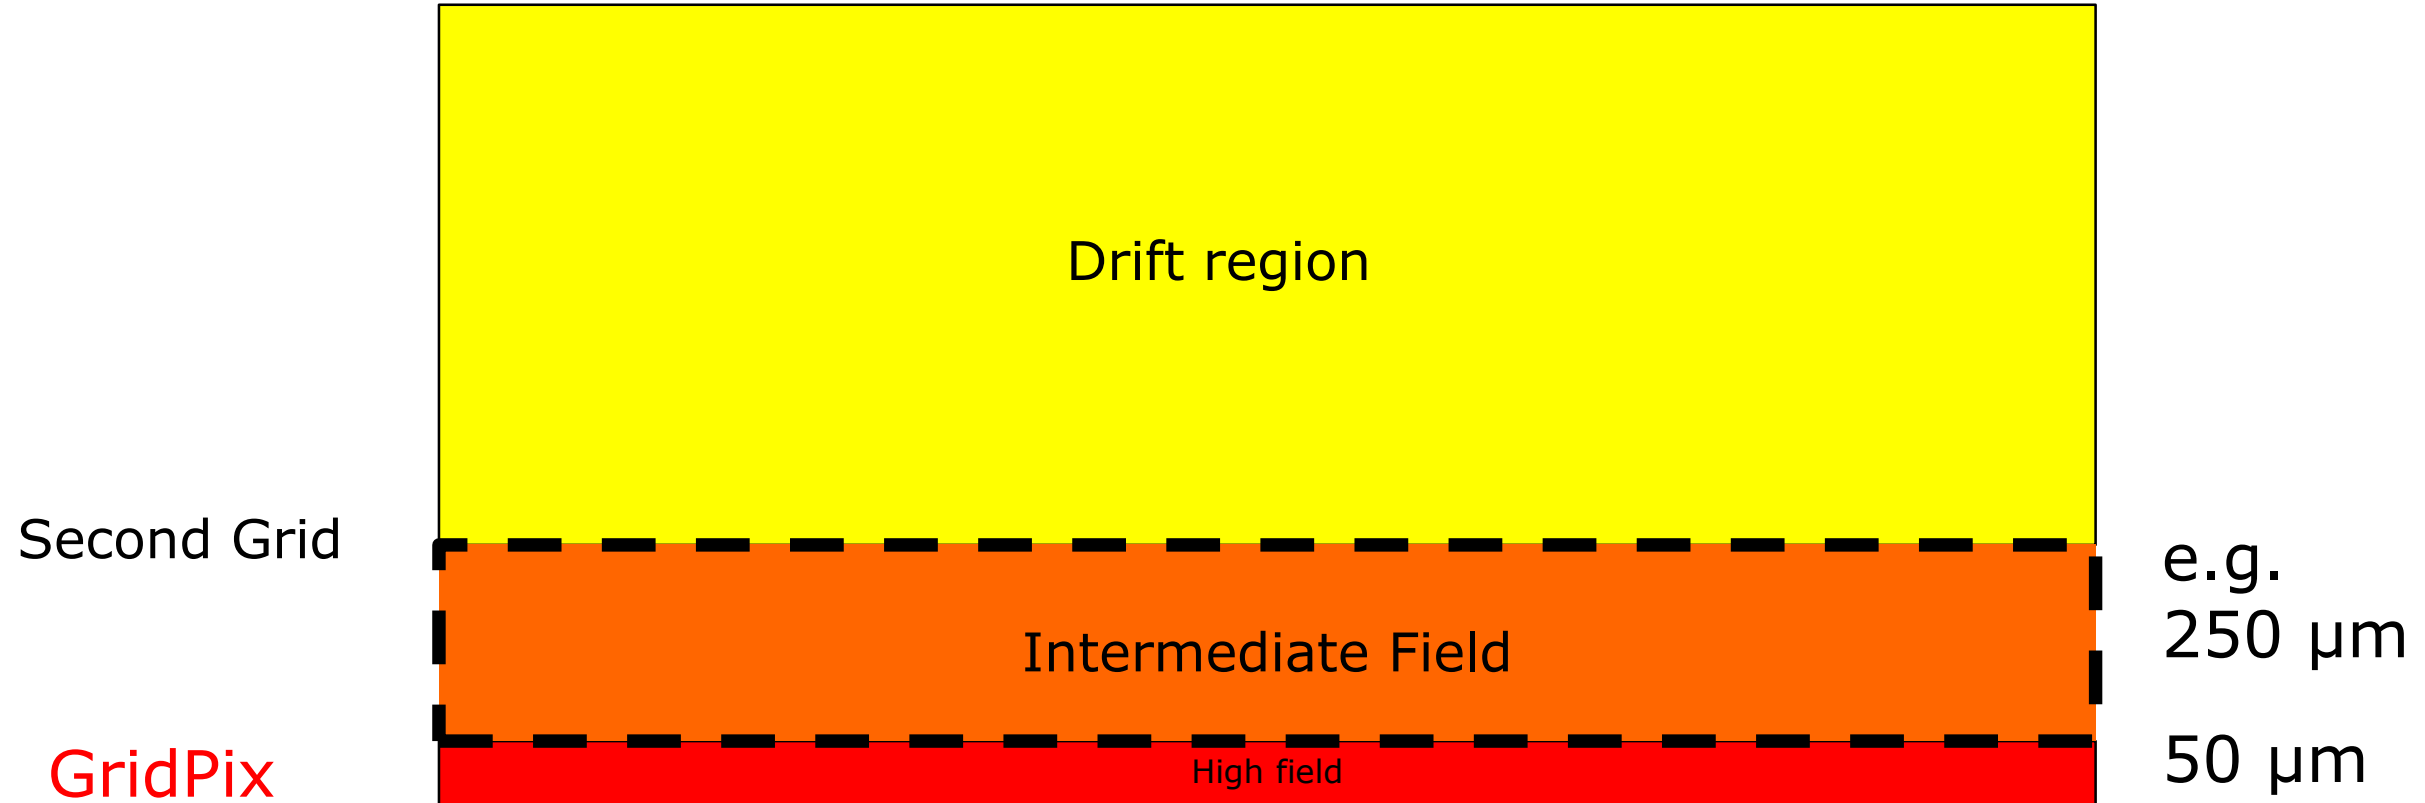 Drift region
Second Grid
e.g.
250 µm
Intermediate Field
GridPix
High field
50 µm